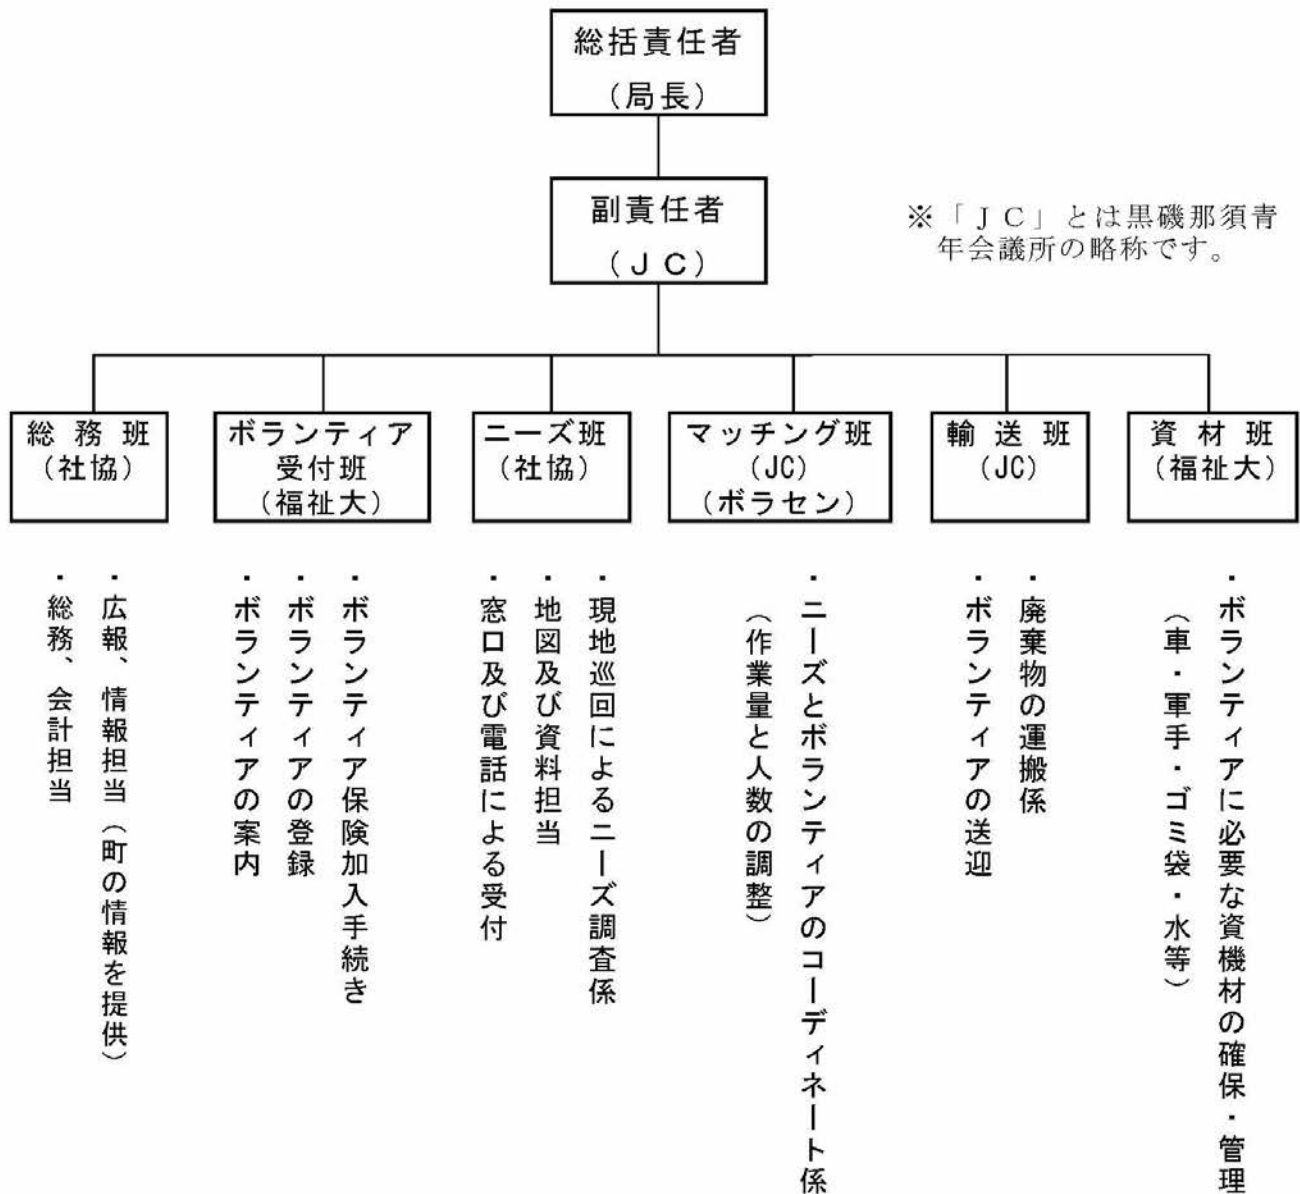 総括責任者
(局長)
副責任者
(JC)
※「JC」とは黒磯那須青
年会議所の略称です。
総務班
(社協)
ボランティア
受付班
(福祉大)
ニーズ班
(社協)
マッチング班
(JC)
(ボラセン)
輸送班
(JC)
資材班
(福祉大)
・広報、情報担当(町の情報を提供)
・総務、会計担当
・ボランティア保険加入手続き
・ボランティアの登録
・ボランティアの案内
・現地巡回によるニーズ調査係
・地図及び資料担当
・窓口及び電話による受付
・ニーズとボランティアのコーディネート係
(作業量と人数の調整)
・廃棄物の運搬係
・ボランティアの送迎
・ボランティアに必要な資機材の確保・管理
(車・軍手・ゴミ袋・水等)